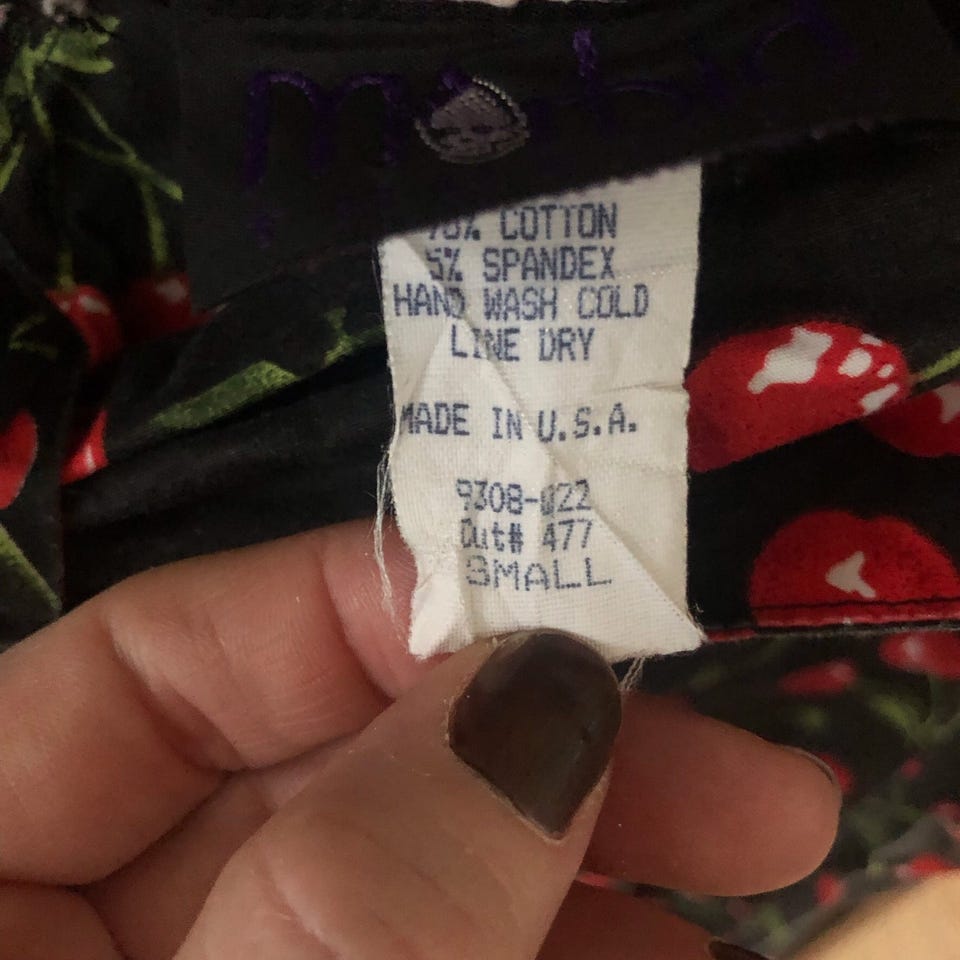 % COTTON
5% SPANDEX
HAND WASH COLD
LINE DRY
MADE IN U.S.A.
9308-022
Cut# 477
SMALL